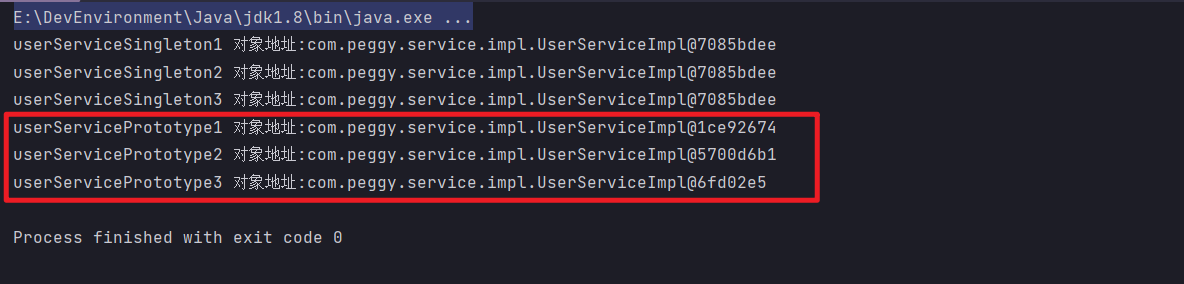 E:\DevEnvironment\Java\jdk1.8\bin\java.exe ...
userServiceSingleton1 对象地址:com.peggy.service.impl.UserServiceImpl@7085bdee
userServiceSingleton2 对象地址:com.peggy.service.impl.UserServiceImpl@7085bdee
userServiceSingleton3 对象地址:com.peggy.service.impl.UserServiceImpl@7085bdee
userServicePrototype1 对象地址:com.peggy.service.impl.UserServiceImpl@1ce92674
userServicePrototype2 对象地址:com.peggy.service.impl.UserServiceImpl@5700d6b1
userServicePrototype3 对象地址:com.peggy.service.impl.UserServiceImpl@6fd02e5
Process finished with exit code 0